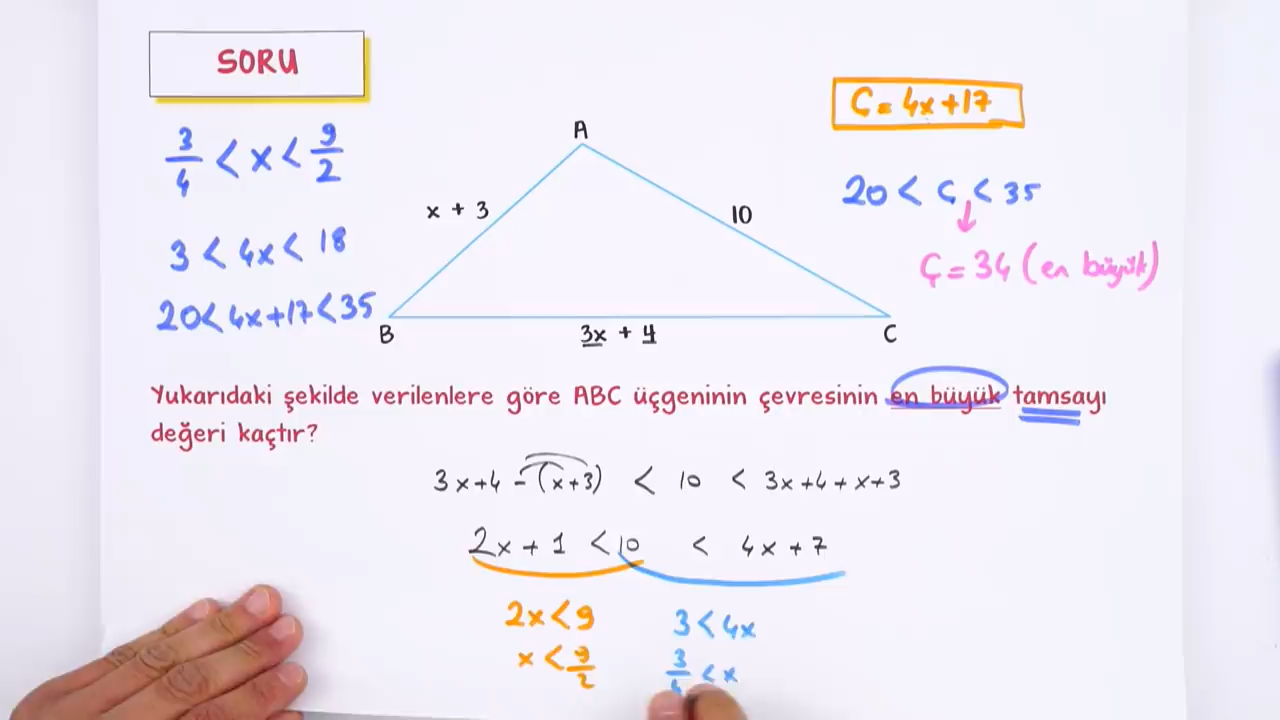 SORU
3/4 < x < 9/2
3 < 4x < 18
20 < 4x+17 < 35
A
x + 3
10
B
3x + 4
C
Ç = 4x+17
20 < Ç < 35
Ç = 34 (en büyük)
Yukarıdaki şekilde verilenlere göre ABC üçgeninin çevresinin en büyük tamsayı
değeri kaçtır?
3x+4 - (x+3) < 10 < 3x+4+x+3
2x + 1 < 10 < 4x + 7
2x < 9
x < 9/2
3 < 4x
3/4 < x